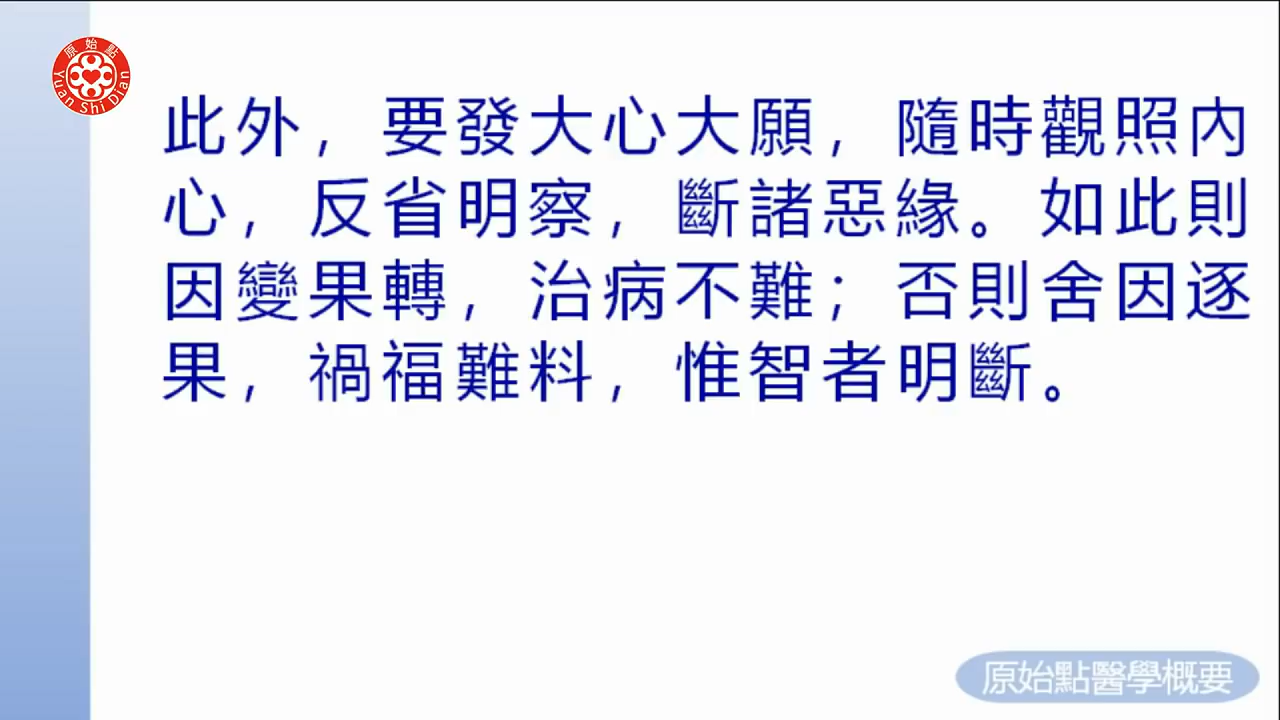 原始點
Yuan Shi Dian
此外，要發大心大願，隨時觀照內
心，反省明察，斷諸惡緣。如此則
因變果轉，治病不難；否則舍因逐
果，禍福難料，惟智者明斷。
原始點醫學概要